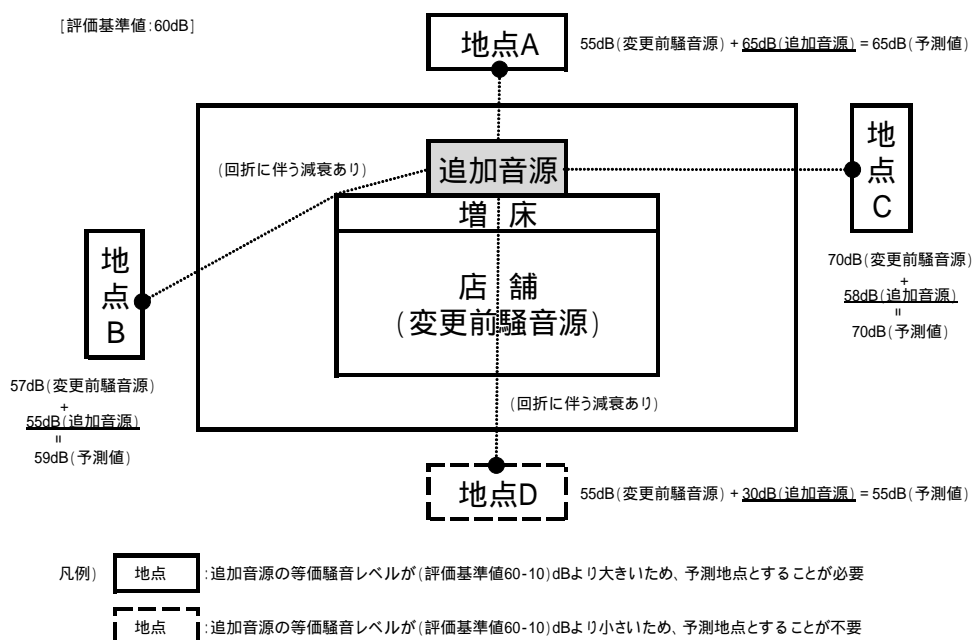 [評価基準値:60dB]
地点A
55dB(変更前騒音源)+65dB(追加音源)=65dB(予測値)
(回折に伴う減衰あり)
追加音源
地点C
増 床
地点B
店 舗
(変更前騒音源)
70dB(変更前騒音源)
+
58dB(追加音源)
=
70dB(予測値)
57dB(変更前騒音源)
+
55dB(追加音源)
=
59dB(予測値)
(回折に伴う減衰あり)
地点D
55dB(変更前騒音源)+30dB(追加音源)=55dB(予測値)
凡例) 地点 :追加音源の等価騒音レベルが(評価基準値60-10)dBより大きいため、予測地点とすることが必要
地点 :追加音源の等価騒音レベルが(評価基準値60-10)dBより小さいため、予測地点とすることが不要